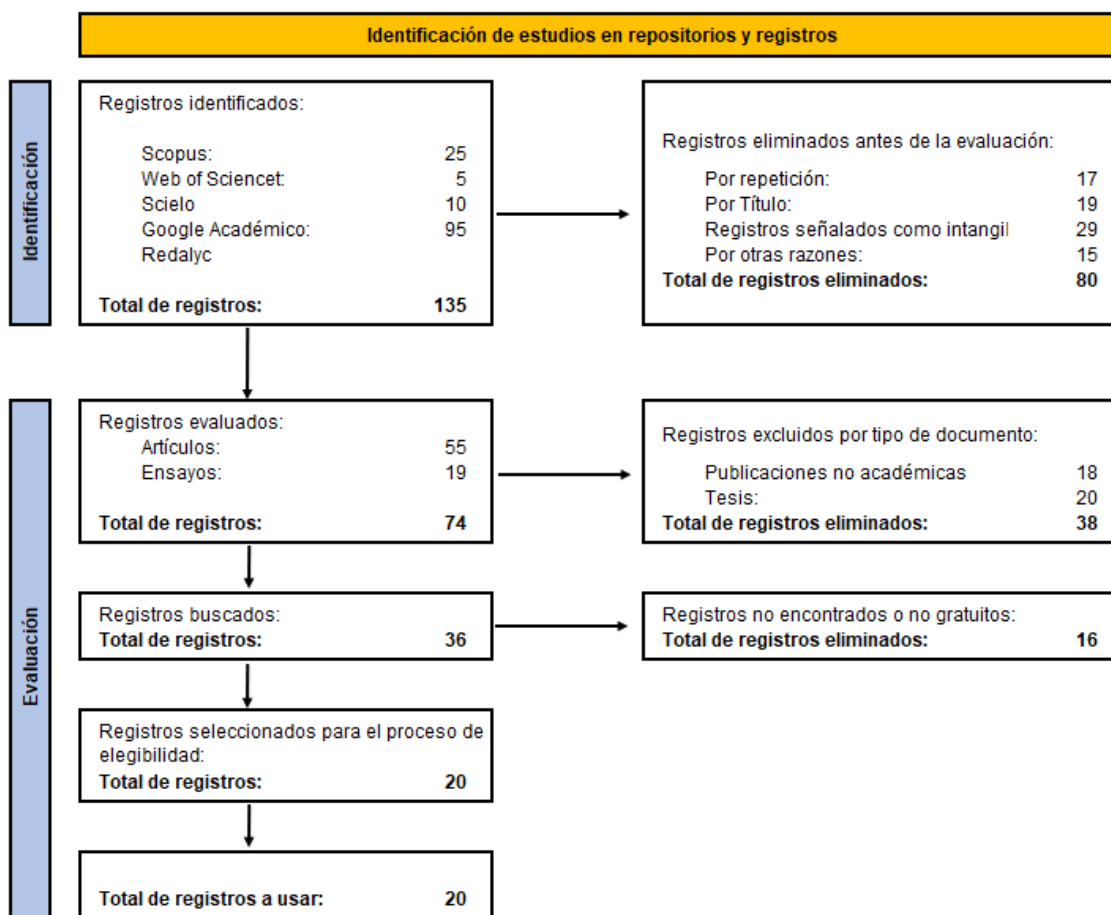 Identificación de estudios en repositorios y registros
Identificación
Registros identificados:
Scopus: 25
Web of Sciencet: 5
Scielo 10
Google Académico: 95
Redalyc
Total de registros: 135
Registros eliminados antes de la evaluación:
Por repetición: 17
Por Título: 19
Registros señalados como intangil 29
Por otras razones: 15
Total de registros eliminados: 80
Evaluación
Registros evaluados:
Artículos: 55
Ensayos: 19
Total de registros: 74
Registros excluidos por tipo de documento:
Publicaciones no académicas 18
Tesis: 20
Total de registros eliminados: 38
Registros buscados:
Total de registros: 36
Registros no encontrados o no gratuitos:
Total de registros eliminados: 16
Registros seleccionados para el proceso de
elegibilidad:
Total de registros: 20
Total de registros a usar: 20